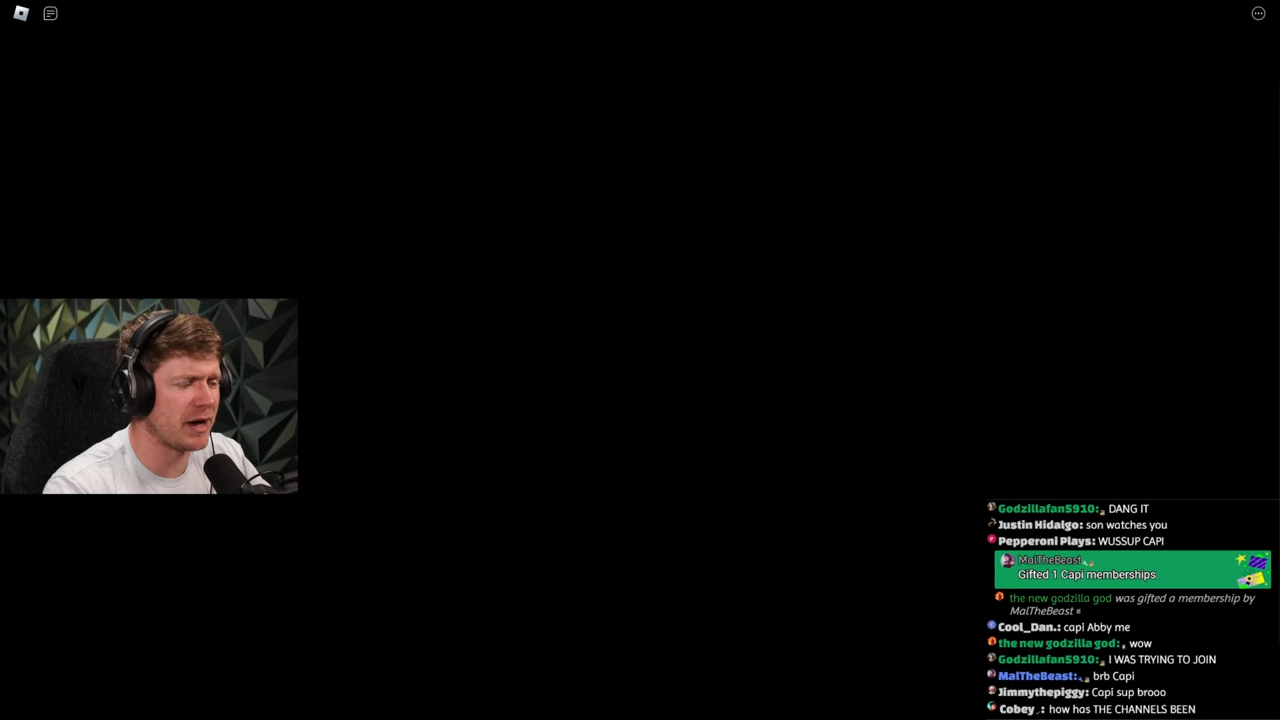 Godzillafan5910: DANG IT
Justin Hidalgo: son watches you
Pepperoni Plays: WUSSUP CAPI
MalTheBeast
Gifted 1 Capi memberships
the new godzilla god was gifted a membership by
MalTheBeast
Cool_Dan.: capi Abby me
the new godzilla god: wow
Godzillafan5910: I WAS TRYING TO JOIN
MalTheBeast: brb Capi
Jimmythepiggy: Capi sup brooo
Cobey: how has THE CHANNELS BEEN